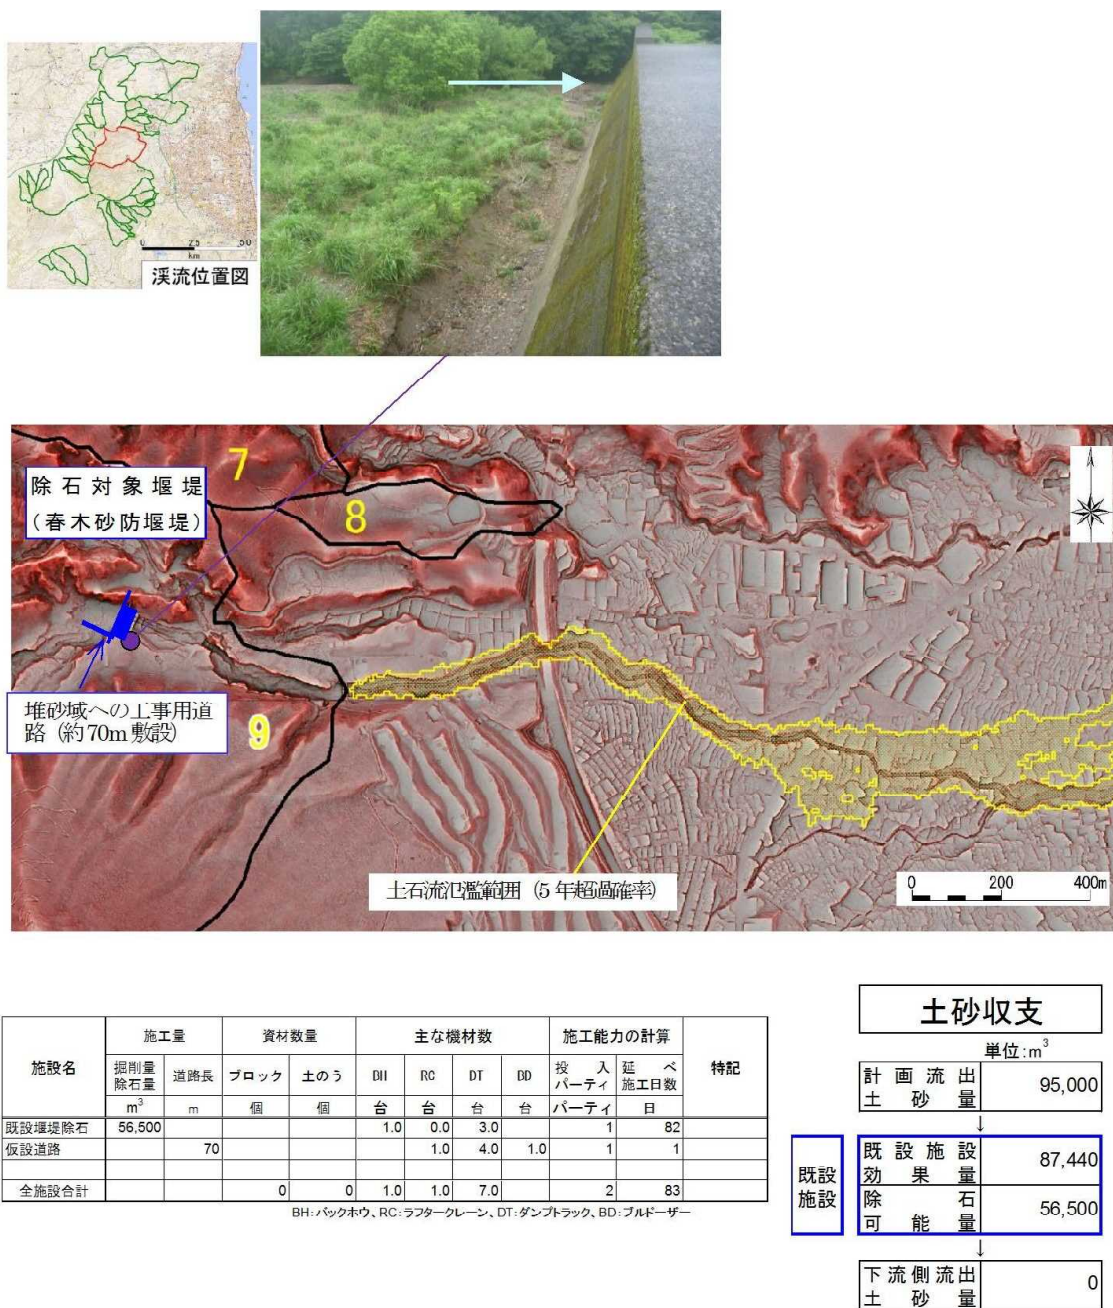 0 2.5 5.0
km
渓流位置図
7
除石対象堰堤
(春木砂防堰堤)
8
堆砂域への工事用道
路（約70m敷設）
9
土石流氾濫範囲（5年超過確率）
0 200 400m
土砂収支
単位:m³
施設名 施工量 資材数量 主な機材数 施工能力の計算 特記
掘削量 除石量 道路長 ブロック 土のう BH RC DT BD 投入パーティ 延べ施工日数
m³ m 個 個 台 台 台 台 パーティ 日
既設堰堤除石 56,500 1.0 0.0 3.0 1 82
仮設道路 70 1.0 4.0 1.0 1 1
全施設合計 0 0 1.0 1.0 7.0 2 83
BH:バックホウ、RC:ラフタークレーン、DT:ダンプトラック、BD:ブルドーザー
計画流出
土砂量 95,000
↓
既設
施設
既設施設
効果量 87,440
除石
可能量 56,500
↓
下流側流出
土砂量 0